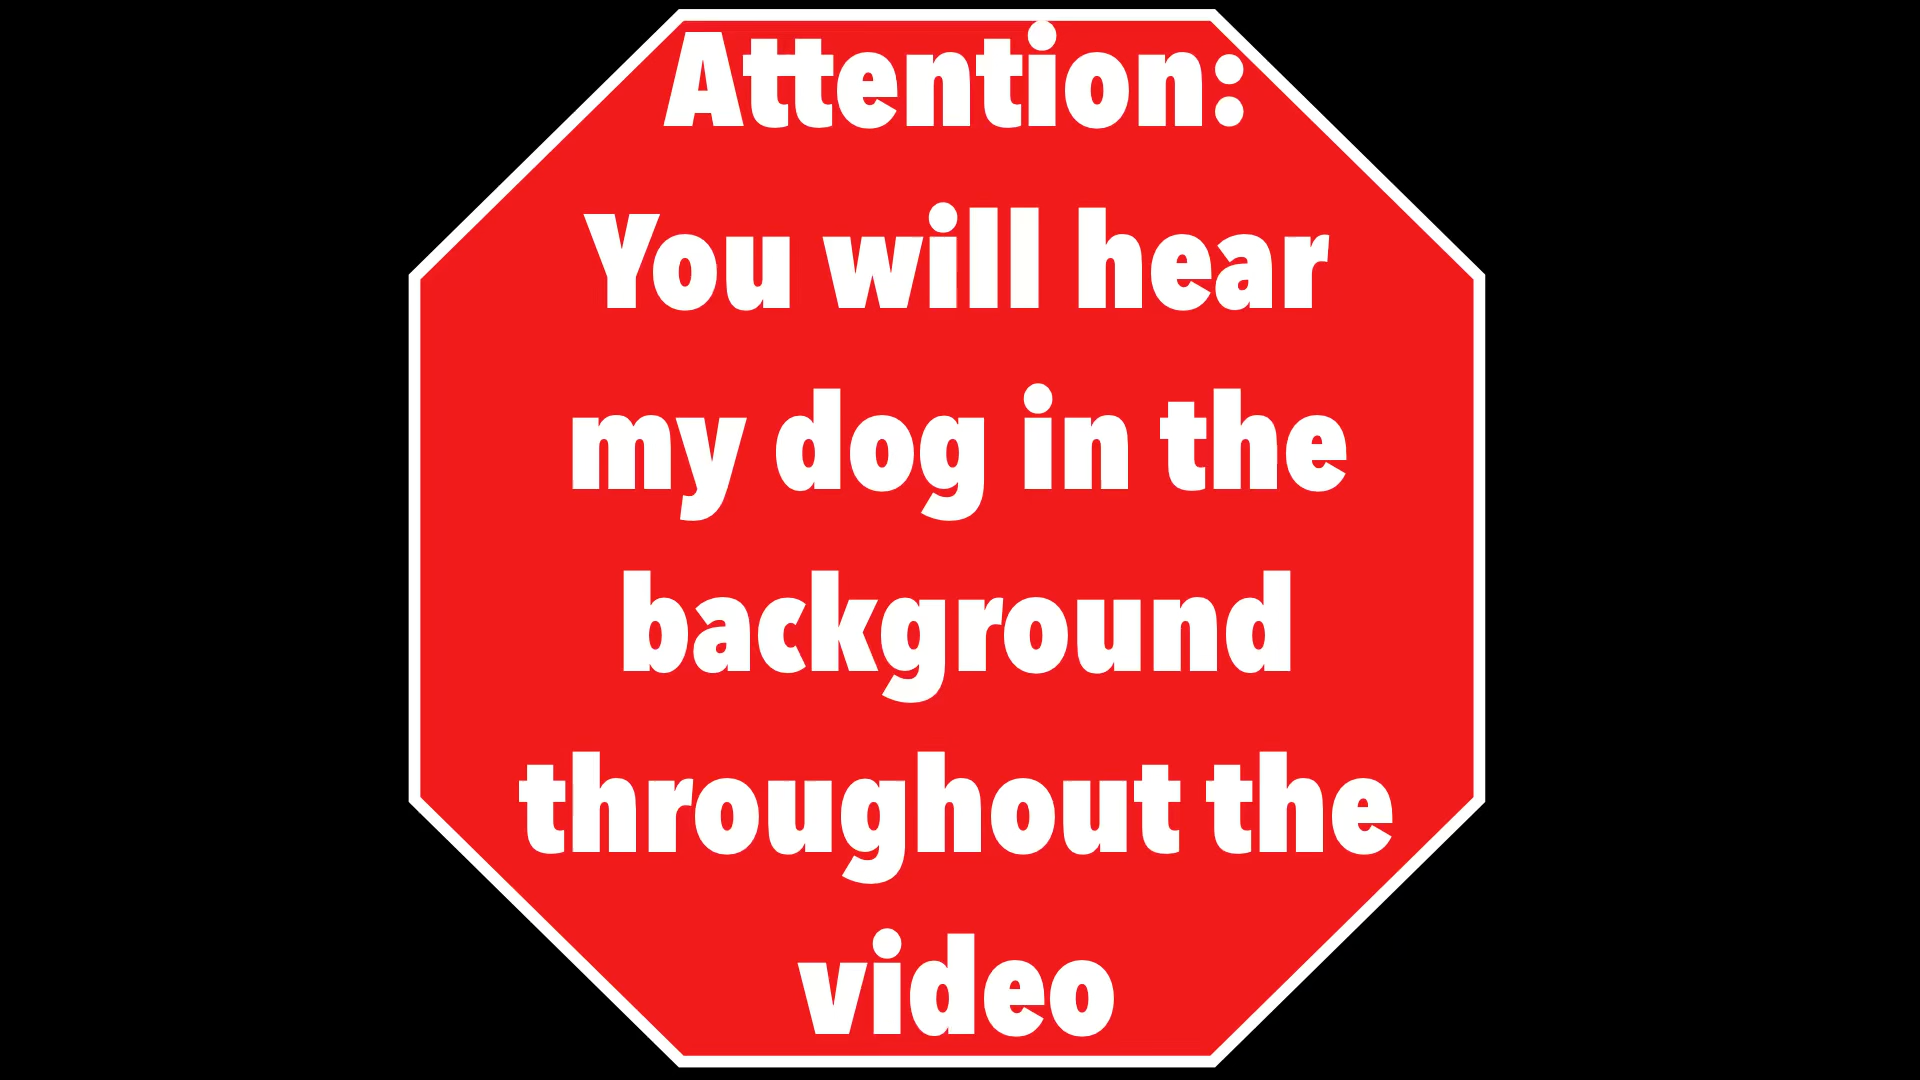 Attention:
You will hear
my dog in the
background
throughout the
video